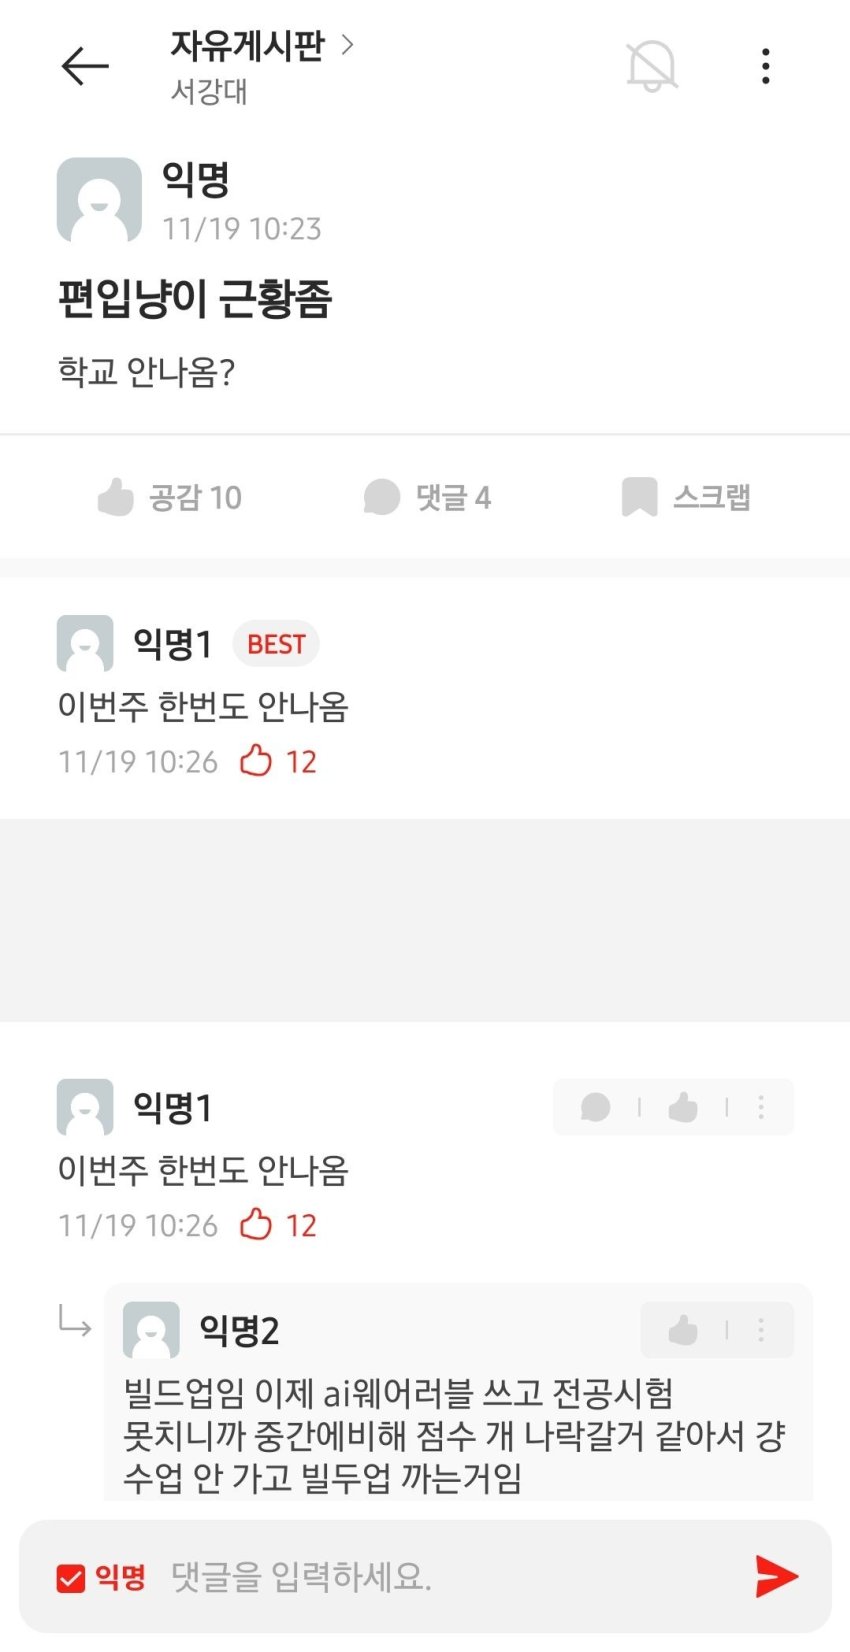 자유게시판
서강대
익명
11/19 10:23
편입냥이 근황좀
학교 안나옴?
공감 10 댓글 4 스크랩
익명1 BEST
이번주 한번도 안나옴
11/19 10:26 12
익명1
이번주 한번도 안나옴
11/19 10:26 12
익명2
빌드업임 이제 ai웨어러블 쓰고 전공시험
못치니까 중간에비해 점수 개 나락갈거 같아서 걍
수업 안 가고 빌두업 까는거임
익명 댓글을 입력하세요.